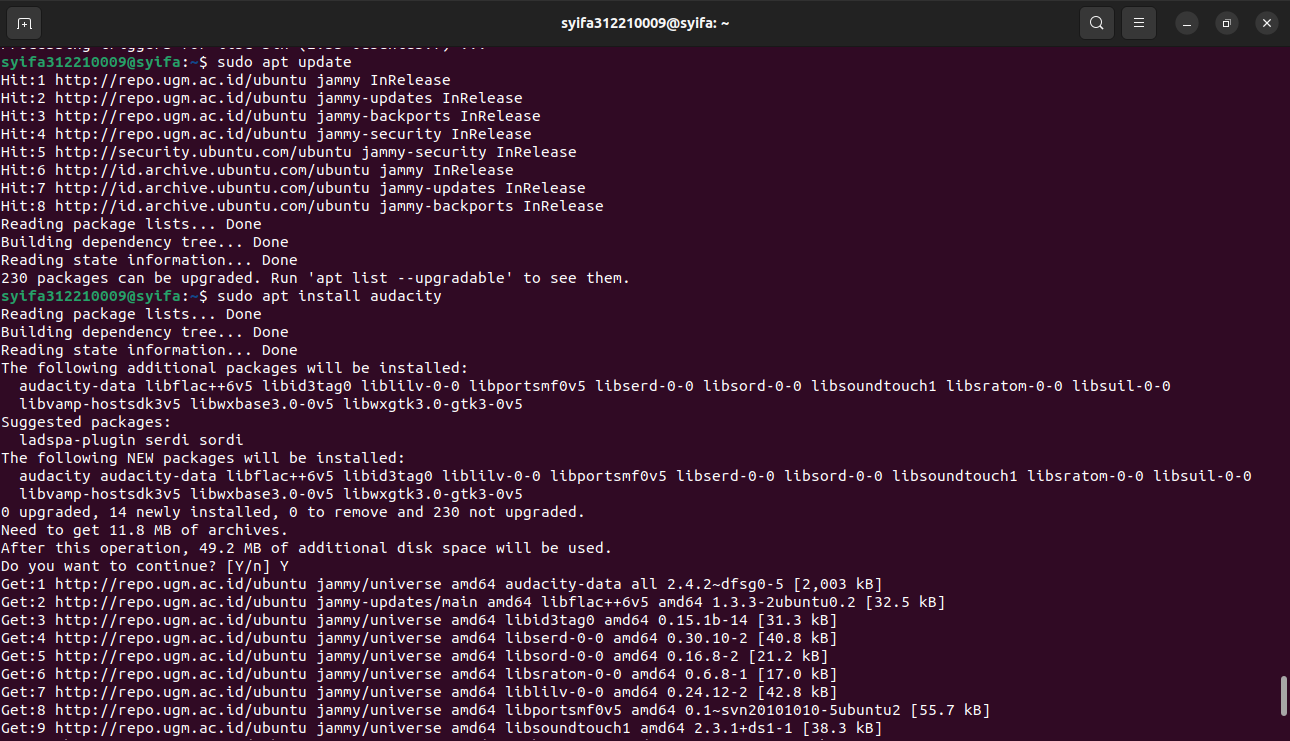 syifa312210009@syifa: ~
syifa312210009@syifa:~$ sudo apt update
Hit:1 http://repo.ugm.ac.id/ubuntu jammy InRelease
Hit:2 http://repo.ugm.ac.id/ubuntu jammy-updates InRelease
Hit:3 http://repo.ugm.ac.id/ubuntu jammy-backports InRelease
Hit:4 http://repo.ugm.ac.id/ubuntu jammy-security InRelease
Hit:5 http://security.ubuntu.com/ubuntu jammy-security InRelease
Hit:6 http://id.archive.ubuntu.com/ubuntu jammy InRelease
Hit:7 http://id.archive.ubuntu.com/ubuntu jammy-updates InRelease
Hit:8 http://id.archive.ubuntu.com/ubuntu jammy-backports InRelease
Reading package lists... Done
Building dependency tree... Done
Reading state information... Done
230 packages can be upgraded. Run 'apt list --upgradable' to see them.
syifa312210009@syifa:~$ sudo apt install audacity
Reading package lists... Done
Building dependency tree... Done
Reading state information... Done
The following additional packages will be installed:
  audacity-data libflac++6v5 libid3tag0 liblilv-0-0 libportsmf0v5 libserd-0-0 libsord-0-0 libsoundtouch1 libsratom-0-0 libsuil-0-0
  libvamp-hostsdk3v5 libwxbase3.0-0v5 libwxgtk3.0-gtk3-0v5
Suggested packages:
  ladspa-plugin serdi sordi
The following NEW packages will be installed:
  audacity audacity-data libflac++6v5 libid3tag0 liblilv-0-0 libportsmf0v5 libserd-0-0 libsord-0-0 libsoundtouch1 libsratom-0-0 libsuil-0-0
  libvamp-hostsdk3v5 libwxbase3.0-0v5 libwxgtk3.0-gtk3-0v5
0 upgraded, 14 newly installed, 0 to remove and 230 not upgraded.
Need to get 11.8 MB of archives.
After this operation, 49.2 MB of additional disk space will be used.
Do you want to continue? [Y/n] Y
Get:1 http://repo.ugm.ac.id/ubuntu jammy/universe amd64 audacity-data all 2.4.2~dfsg0-5 [2,003 kB]
Get:2 http://repo.ugm.ac.id/ubuntu jammy-updates/main amd64 libflac++6v5 amd64 1.3.3-2ubuntu0.2 [32.5 kB]
Get:3 http://repo.ugm.ac.id/ubuntu jammy/universe amd64 libid3tag0 amd64 0.15.1b-14 [31.3 kB]
Get:4 http://repo.ugm.ac.id/ubuntu jammy/universe amd64 libserd-0-0 amd64 0.30.10-2 [40.8 kB]
Get:5 http://repo.ugm.ac.id/ubuntu jammy/universe amd64 libsord-0-0 amd64 0.16.8-2 [21.2 kB]
Get:6 http://repo.ugm.ac.id/ubuntu jammy/universe amd64 libsratom-0-0 amd64 0.6.8-1 [17.0 kB]
Get:7 http://repo.ugm.ac.id/ubuntu jammy/universe amd64 liblilv-0-0 amd64 0.24.12-2 [42.8 kB]
Get:8 http://repo.ugm.ac.id/ubuntu jammy/universe amd64 libportsmf0v5 amd64 0.1~svn20101010-5ubuntu2 [55.7 kB]
Get:9 http://repo.ugm.ac.id/ubuntu jammy/universe amd64 libsoundtouch1 amd64 2.3.1+ds1-1 [38.3 kB]